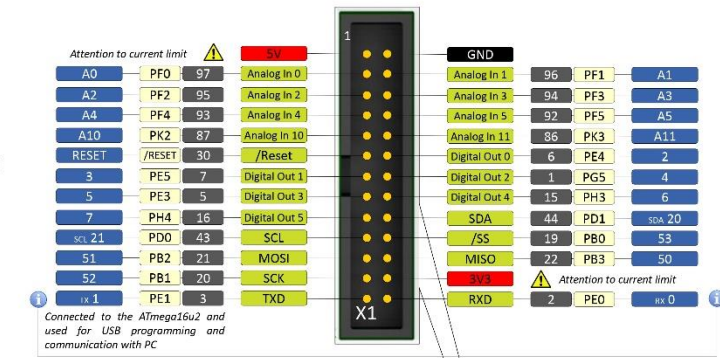 1
Attention to current limit 5V GND
A0 PF0 97 Analog In 0 Analog In 1 96 PF1 A1
A2 PF2 95 Analog In 2 Analog In 3 94 PF3 A3
A4 PF4 93 Analog In 4 Analog In 5 92 PF5 A5
A10 PK2 87 Analog In 10 Analog In 11 86 PK3 A11
RESET /RESET 30 /Reset Digital Out 0 6 PE4 2
3 PE5 7 Digital Out 1 Digital Out 2 1 PG5 4
5 PE3 5 Digital Out 3 Digital Out 4 15 PH3 6
7 PH4 16 Digital Out 5 SDA 44 PD1 SDA 20
SCL 21 PD0 43 SCL /SS 19 PB0 53
51 PB2 21 MOSI MISO 22 PB3 50
52 PB1 20 SCK 3V3 Attention to current limit
TX 1 PE1 3 TXD RXD 2 PE0 RX 0
X1
Connected to the ATmega16u2 and
used for USB programming and
communication with PC